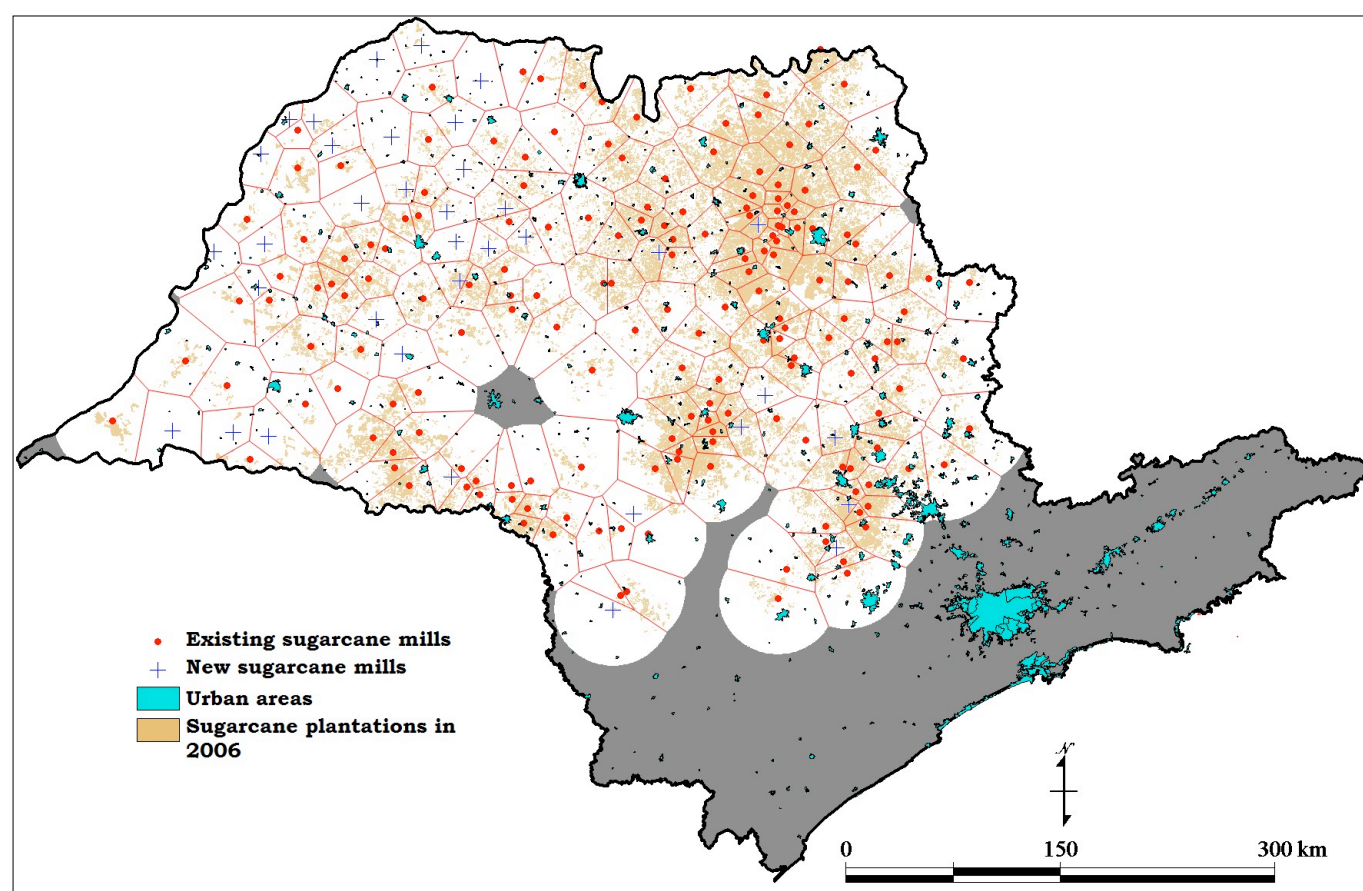 Existing sugarcane mills
New sugarcane mills
Urban areas
Sugarcane plantations in
2006
N
0 150 300 km